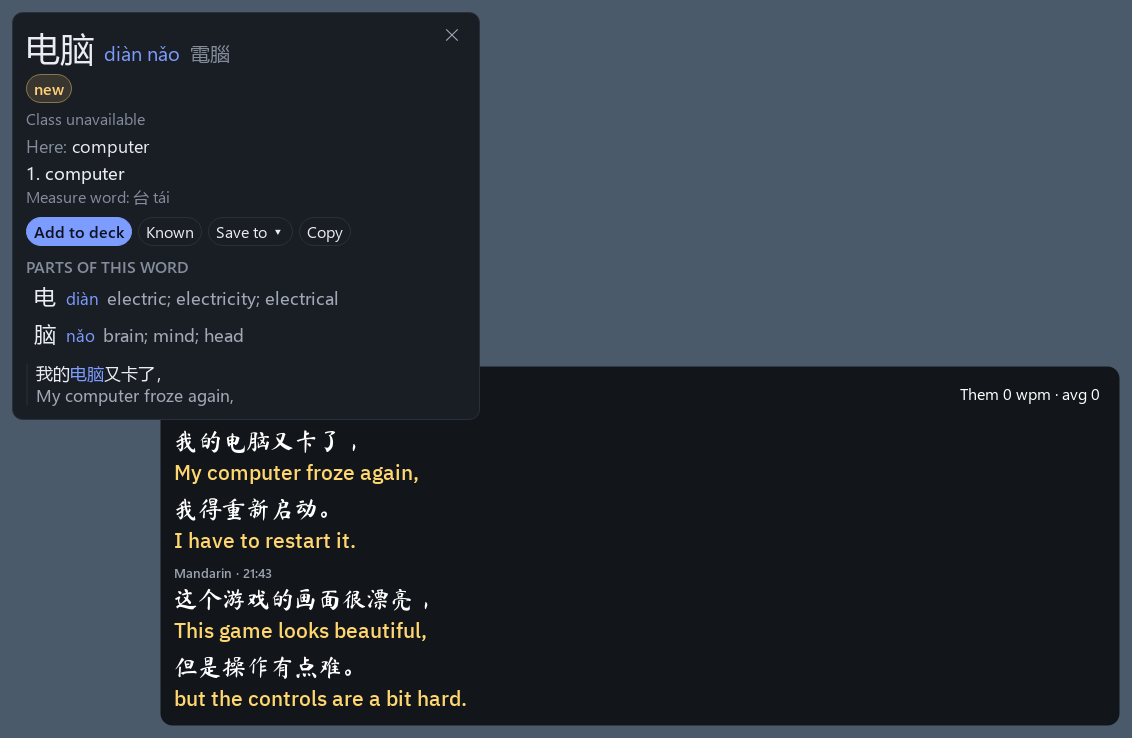 电脑 diàn nǎo 電腦
new
Class unavailable
Here: computer
1. computer
Measure word: 台 tái
Add to deck Known Save to ▾ Copy
PARTS OF THIS WORD
电 diàn electric; electricity; electrical
脑 nǎo brain; mind; head
我的电脑又卡了，
My computer froze again,
Them 0 wpm · avg 0
我的电脑又卡了，
My computer froze again,
我得重新启动。
I have to restart it.
Mandarin · 21:43
这个游戏的画面很漂亮，
This game looks beautiful,
但是操作有点难。
but the controls are a bit hard.